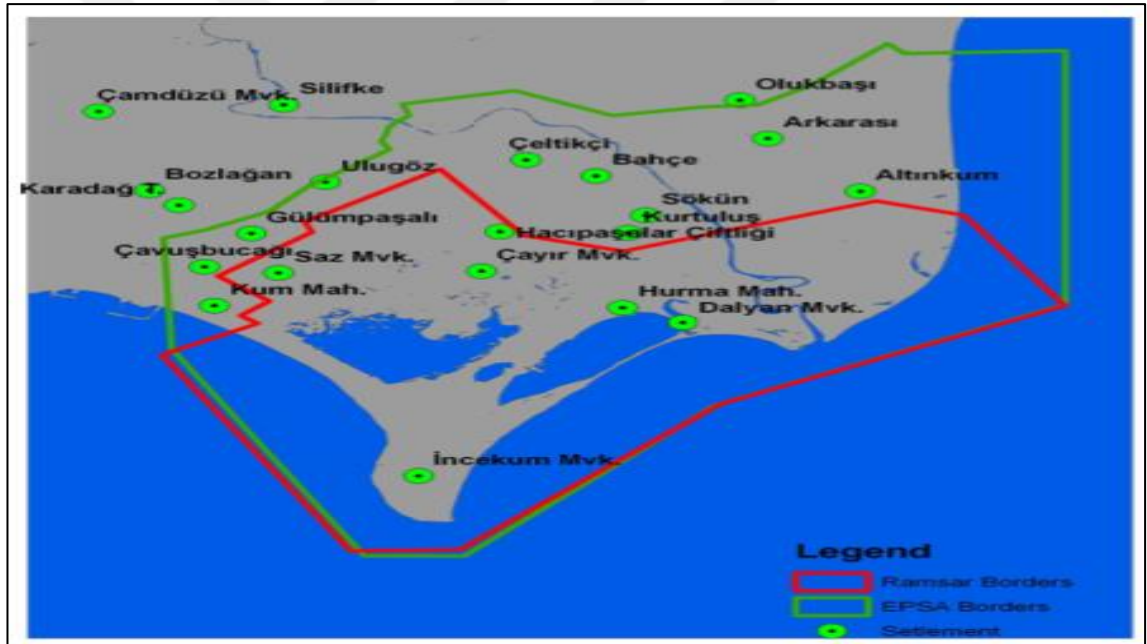 Olukbaşı
Silifke
Çamdüzü Mvk.
Arkarası
Çeltikçi
Bahçe
Ulugöz
Bozlağan
Karadağ T.
Altınkum
Sökün
Kurtuluş
Gülümpaşalı
Hacıpaşalar Çiftliği
Çavuşbucağı
Saz Mvk.
Çayır Mvk.
Kum Mah.
Hurma Mah.
Dalyan Mvk.
İncekum Mvk.
Legend
Ramsar Borders
EPSA Borders
Setlement